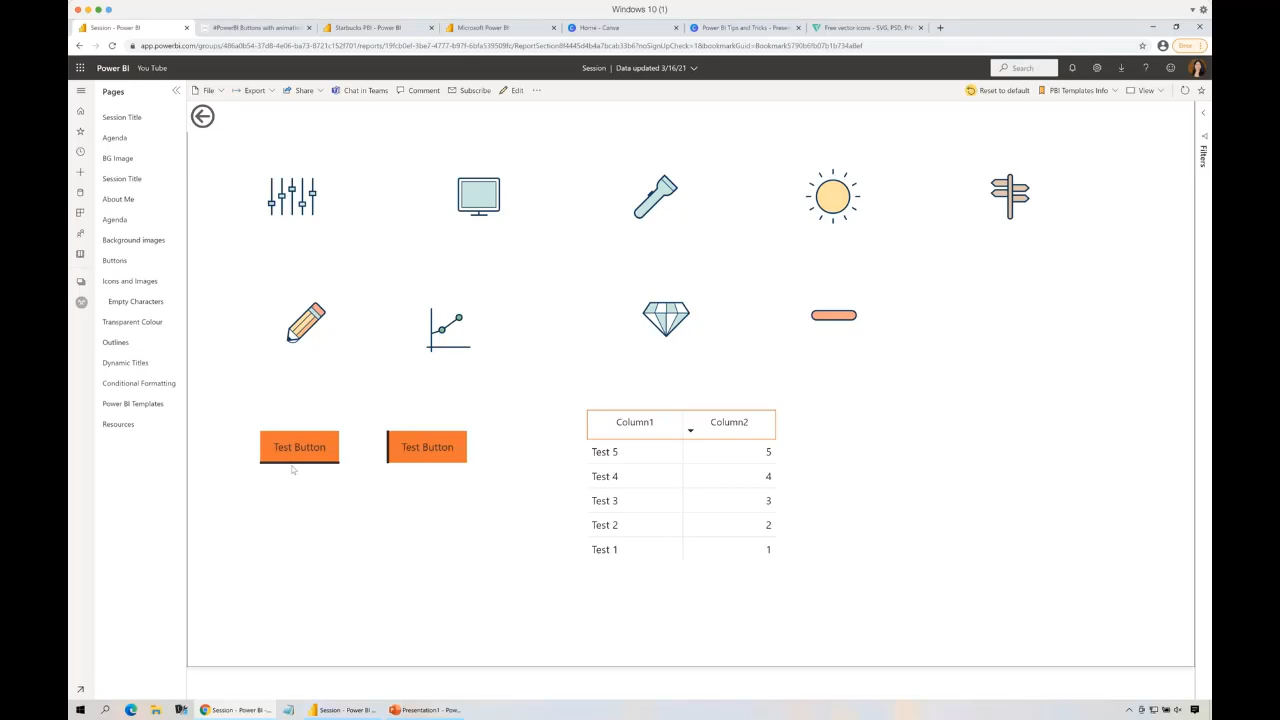 Windows 10 (1)
Session - Power BI
#PowerBI Buttons with animatio
Starbucks PBI - Power BI
Microsoft Power BI
Home - Canva
Power BI Tips and Tricks - Presen
Free vector icons - SVG, PSD, PN
Error
Power BI
YouTube
Session
Data updated 3/16/21
Search
Pages
File
Export
Share
Chat in Teams
Comment
Subscribe
Edit
Reset to default
PBI Templates Info
View
Session Title
Agenda
BG Image
Session Title
About Me
Agenda
Background images
Buttons
Icons and Images
Empty Characters
Transparent Colour
Outlines
Dynamic Titles
Conditional Formatting
Power BI Templates
Resources
Filters
Test Button
Test Button
Column1 Column2
Test 5 5
Test 4 4
Test 3 3
Test 2 2
Test 1 1
Session - Power BI -...
Session - Power BI ...
Presentation1 - Pow...